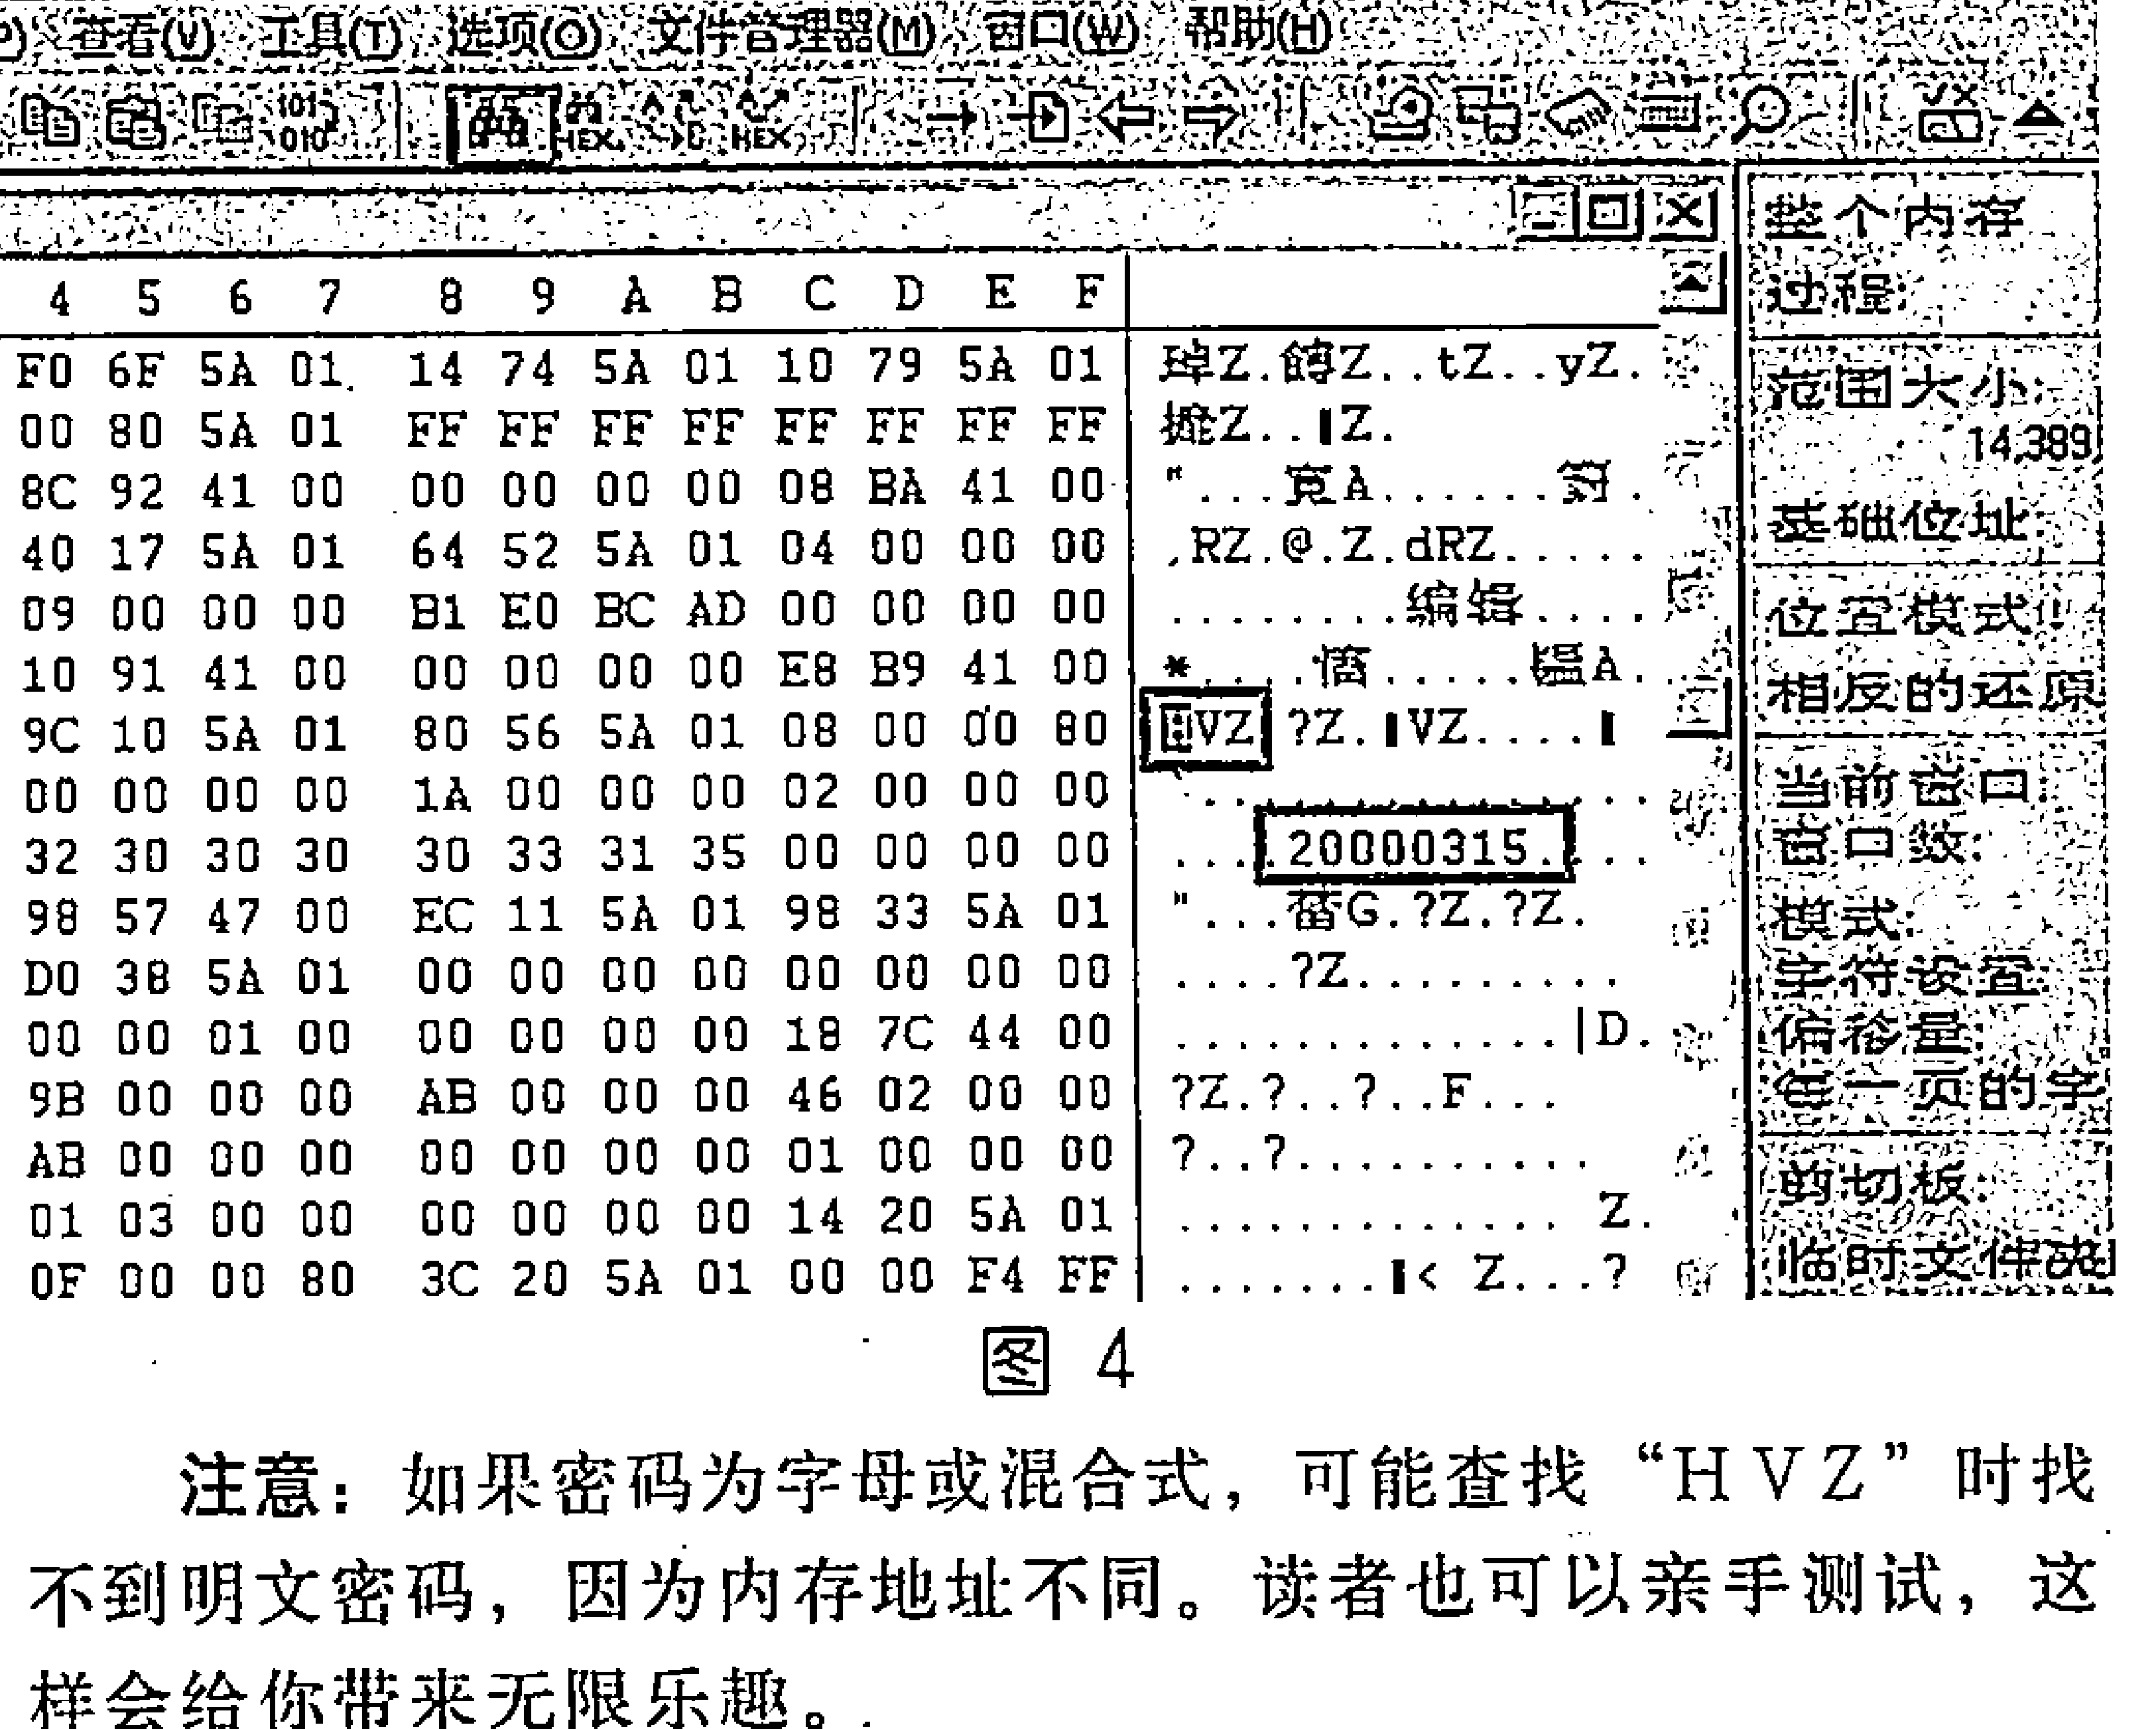 查看(V) 工具(T) 选项(O) 文件管理器(M) 窗口(W) 帮助(H)
101 010 HEX HEX
整个内存
过程:
4 5 6 7 8 9 A B C D E F
F0 6F 5A 01 14 74 5A 01 10 79 5A 01 Z. Z..tZ..yZ.
范围大小:
00 80 5A 01 FF FF FF FF FF FF FF FF Z.. Z.
14,389
8C 92 41 00 00 00 00 00 08 BA 41 00 "... A......
基础位址:
40 17 5A 01 64 52 5A 01 04 00 00 00 ,RZ.@.Z.dRZ.....
09 00 00 00 B1 E0 BC AD 00 00 00 00 ........编辑....
位置模式!
10 91 41 00 00 00 00 00 E8 B9 41 00 *.... ..... A.
相反的还原
9C 10 5A 01 80 56 5A 01 08 00 00 80 HVZ ?Z. VZ....
00 00 00 00 1A 00 00 00 02 00 00 00
当前窗口:
32 30 30 30 30 33 31 35 00 00 00 00 ....20000315....
窗口数:
98 57 47 00 EC 11 5A 01 98 33 5A 01 "... G.?Z.?Z.
模式:
D0 38 5A 01 00 00 00 00 00 00 00 00 ....?Z.........
字符设置:
00 00 01 00 00 00 00 00 18 7C 44 00 .............|D.
偏移量:
9B 00 00 00 AB 00 00 00 46 02 00 00 ?Z.?..?..F...
每一页的字
AB 00 00 00 00 00 00 00 01 00 00 00 ?..?..........
剪切板:
01 03 00 00 00 00 00 00 14 20 5A 01 ............. Z.
临时文件夹
0F 00 00 80 3C 20 5A 01 00 00 F4 FF ....... < Z...?
图 4
注意：如果密码为字母或混合式，可能查找“HVZ”时找
不到明文密码，因为内存地址不同。读者也可以亲手测试，这
样会给你带来无限乐趣。